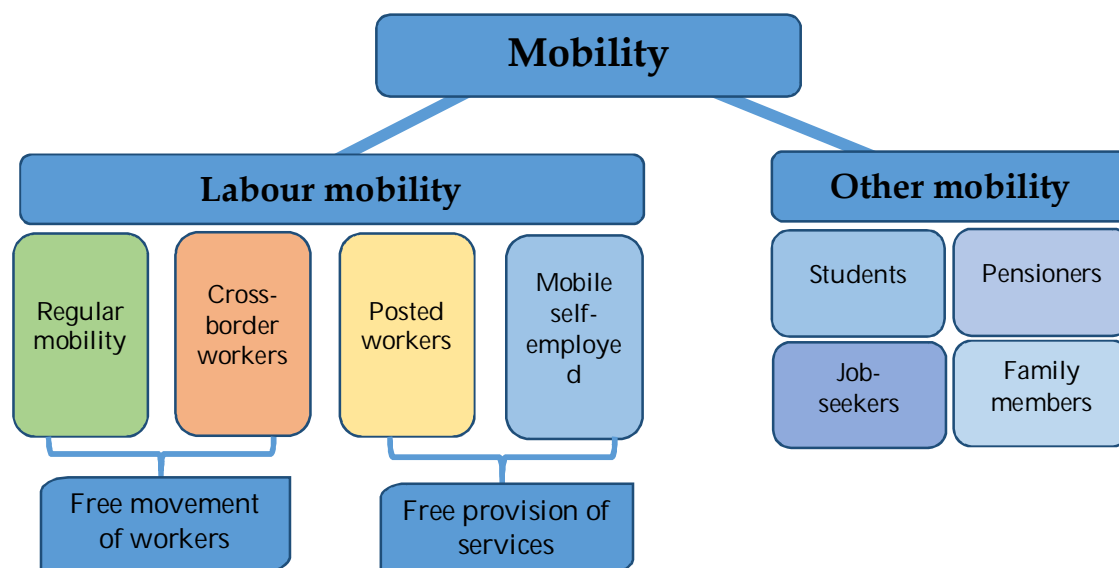 Mobility
Labour mobility
Other mobility
Regular
mobility
Cross-
border
workers
Posted
workers
Mobile
self-
employe
d
Students
Pensioners
Job-
seekers
Family
members
Free movement
of workers
Free provision of
services